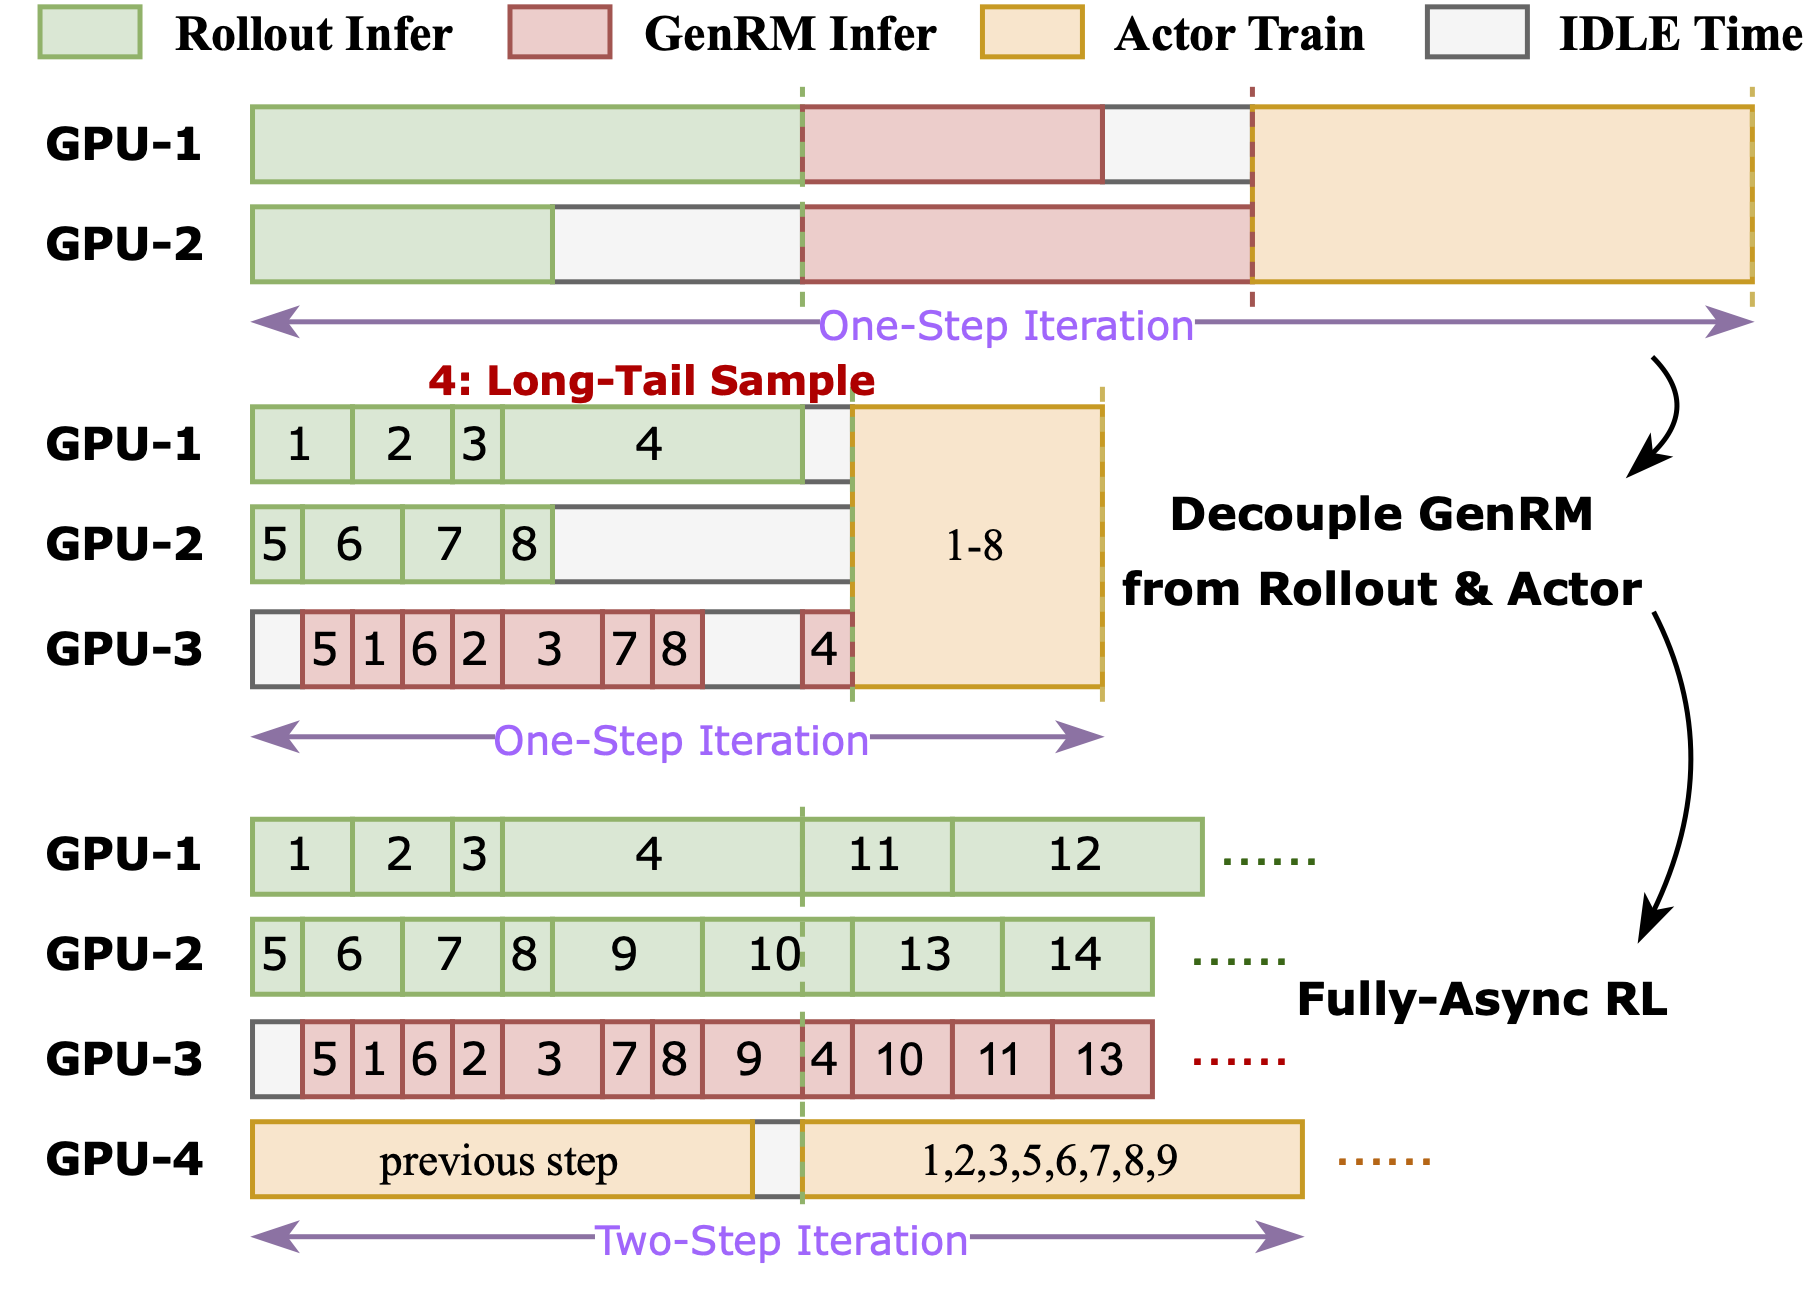 Rollout Infer GenRM Infer Actor Train IDLE Time
GPU-1
GPU-2
One-Step Iteration
4: Long-Tail Sample
GPU-1 1 2 3 4
GPU-2 5 6 7 8
1-8
GPU-3 5 1 6 2 3 7 8 4
One-Step Iteration
Decouple GenRM
from Rollout & Actor
GPU-1 1 2 3 4 11 12 ......
GPU-2 5 6 7 8 9 10 13 14 ......
GPU-3 5 1 6 2 3 7 8 9 4 10 11 13 ......
GPU-4 previous step 1,2,3,5,6,7,8,9 ......
Two-Step Iteration
Fully-Async RL